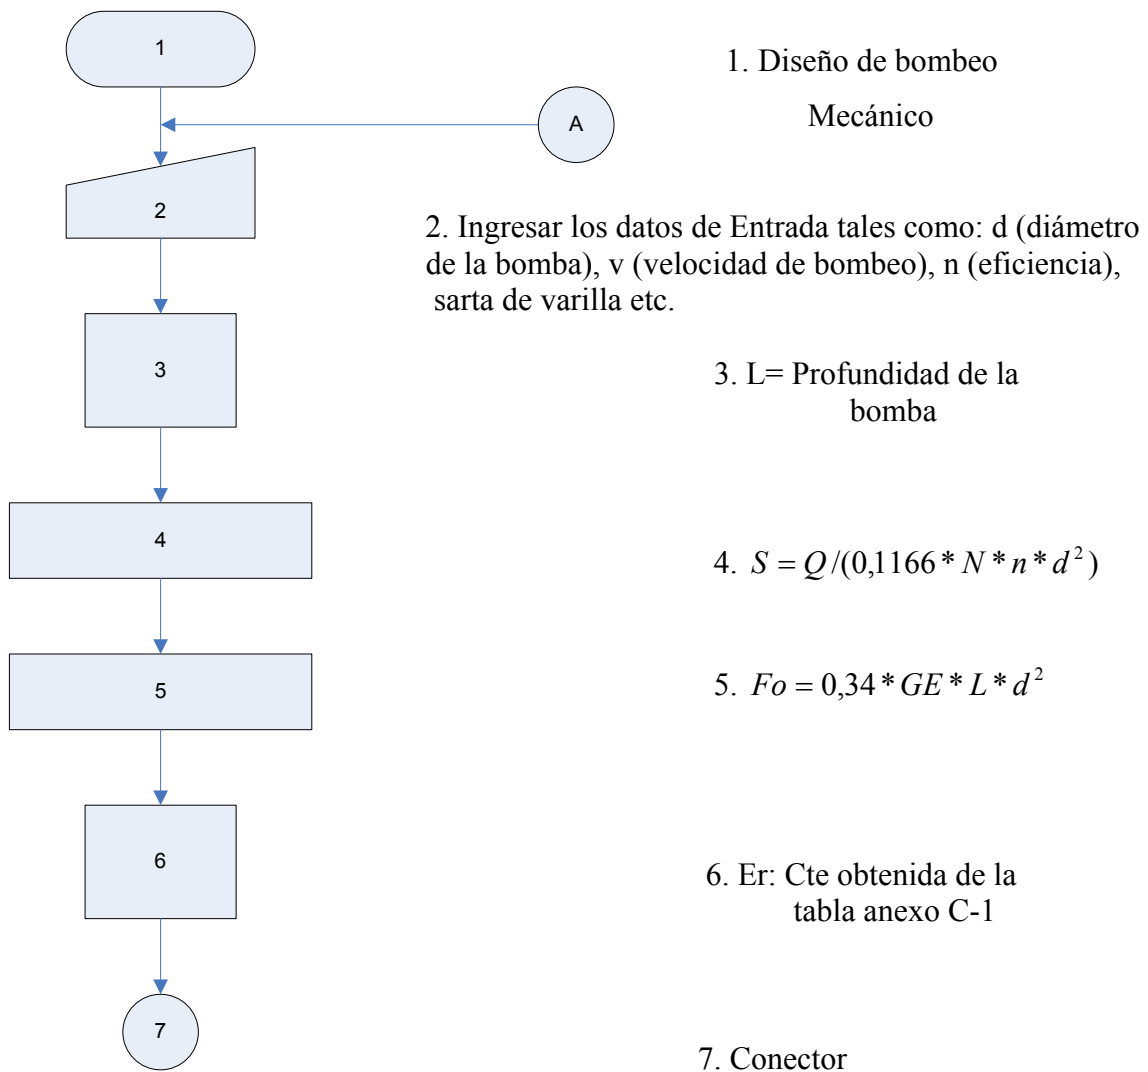 1
1. Diseño de bombeo
Mecánico
A
2
2. Ingresar los datos de Entrada tales como: d (diámetro
de la bomba), v (velocidad de bombeo), n (eficiencia),
sarta de varilla etc.
3
3. L= Profundidad de la
bomba
4
4. S = Q /(0,1166 * N * n * d²)
5
5. Fo = 0,34 * GE * L * d²
6
6. Er: Cte obtenida de la
tabla anexo C-1
7
7. Conector